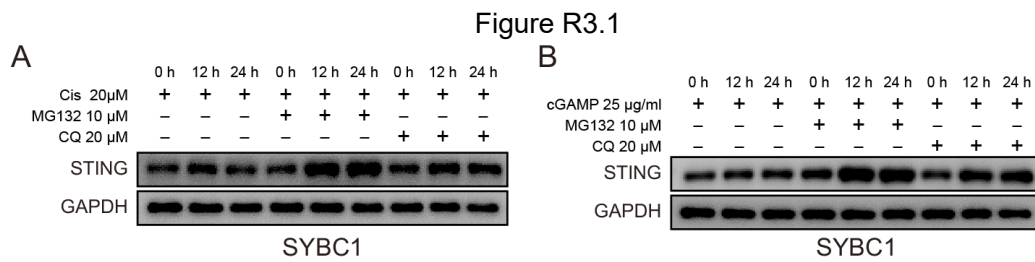 Figure R3.1
A
0 h 12 h 24 h 0 h 12 h 24 h 0 h 12 h 24 h
Cis 20μM + + + + + + + + +
MG132 10 μM – – – + + + – – –
CQ 20 μM – – – – – – + + +
STING
GAPDH
SYBC1
B
0 h 12 h 24 h 0 h 12 h 24 h 0 h 12 h 24 h
cGAMP 25 μg/ml + + + + + + + + +
MG132 10 μM – – – + + + – – –
CQ 20 μM – – – – – – + + +
STING
GAPDH
SYBC1